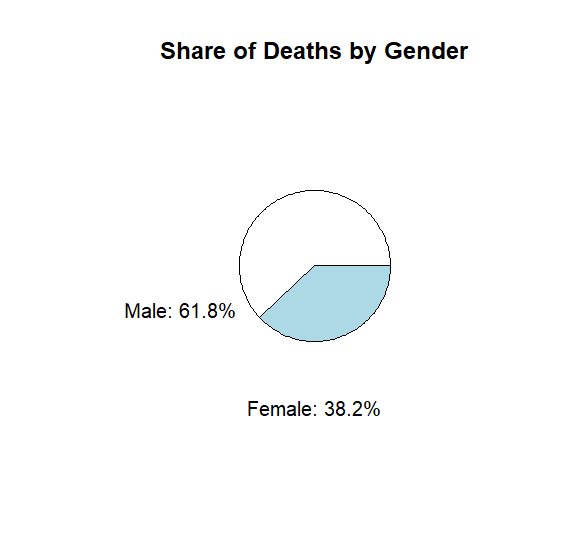 Share of Deaths by Gender
Male: 61.8%
Female: 38.2%